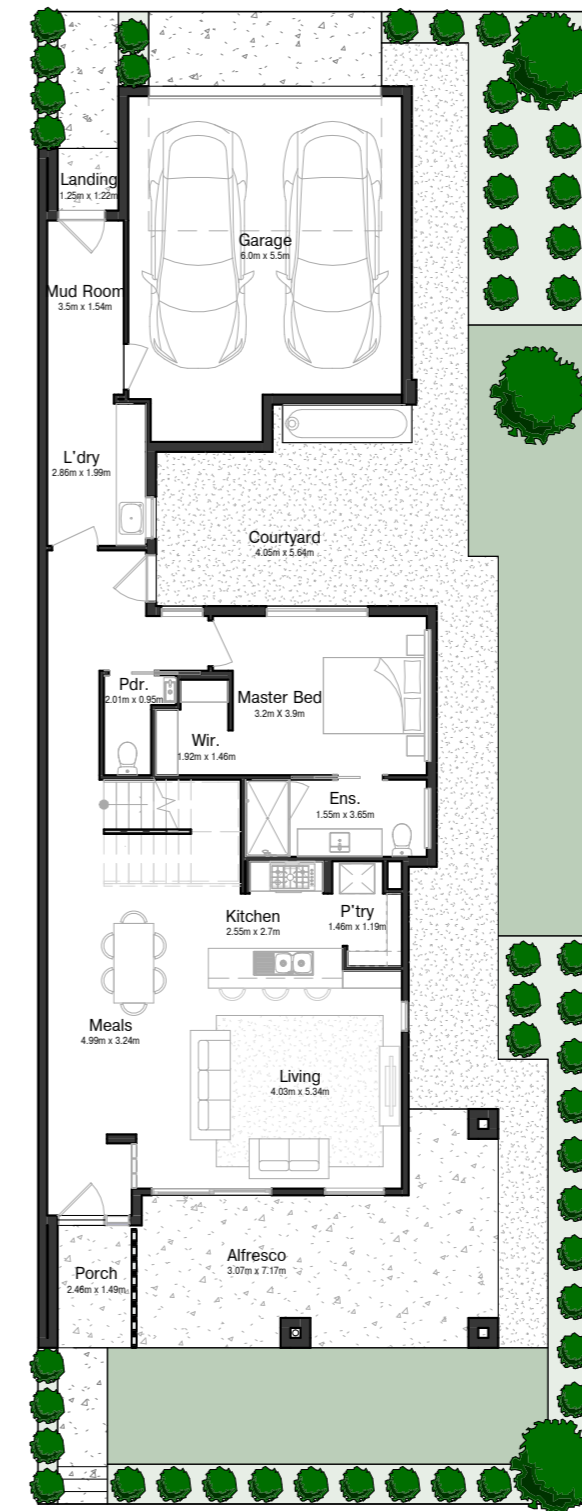 Landing
1.25m x 1.22m
Garage
6.0m x 5.5m
Mud Room
3.5m x 1.54m
L'dry
2.86m x 1.99m
Courtyard
4.05m x 5.64m
Pdr.
2.01m x 0.95m
Master Bed
3.2m X 3.9m
Wir.
1.92m x 1.46m
Ens.
1.55m x 3.65m
Kitchen
2.55m x 2.7m
P'try
1.46m x 1.19m
Meals
4.99m x 3.24m
Living
4.03m x 5.34m
Alfresco
3.07m x 7.17m
Porch
2.46m x 1.49m